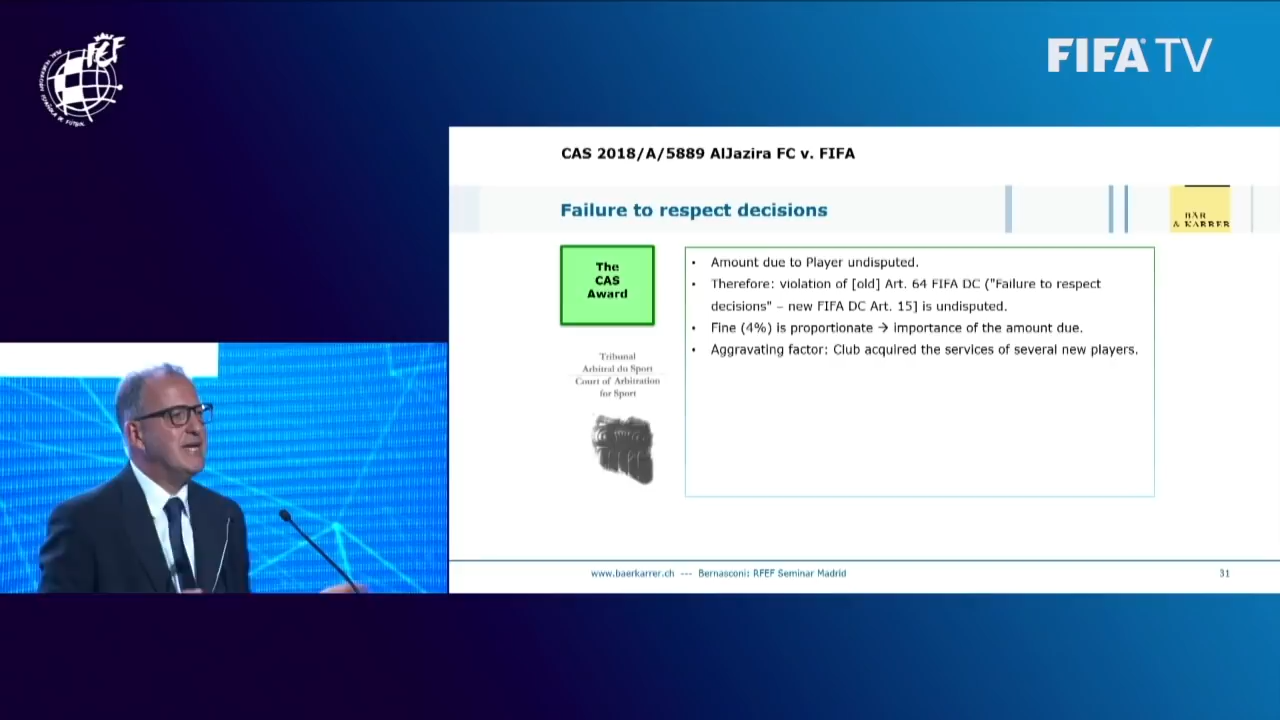 FIFA TV
RFEF
CAS 2018/A/5889 AlJazira FC v. FIFA
Failure to respect decisions
BÄR
& KARRER
The
CAS
Award
• Amount due to Player undisputed.
• Therefore: violation of [old] Art. 64 FIFA DC ("Failure to respect
decisions" – new FIFA DC Art. 15] is undisputed.
• Fine (4%) is proportionate → importance of the amount due.
• Aggravating factor: Club acquired the services of several new players.
Tribunal
Arbitral du Sport
Court of Arbitration
for Sport
www.baerkarrer.ch --- Bernasconi: RFEF Seminar Madrid
31